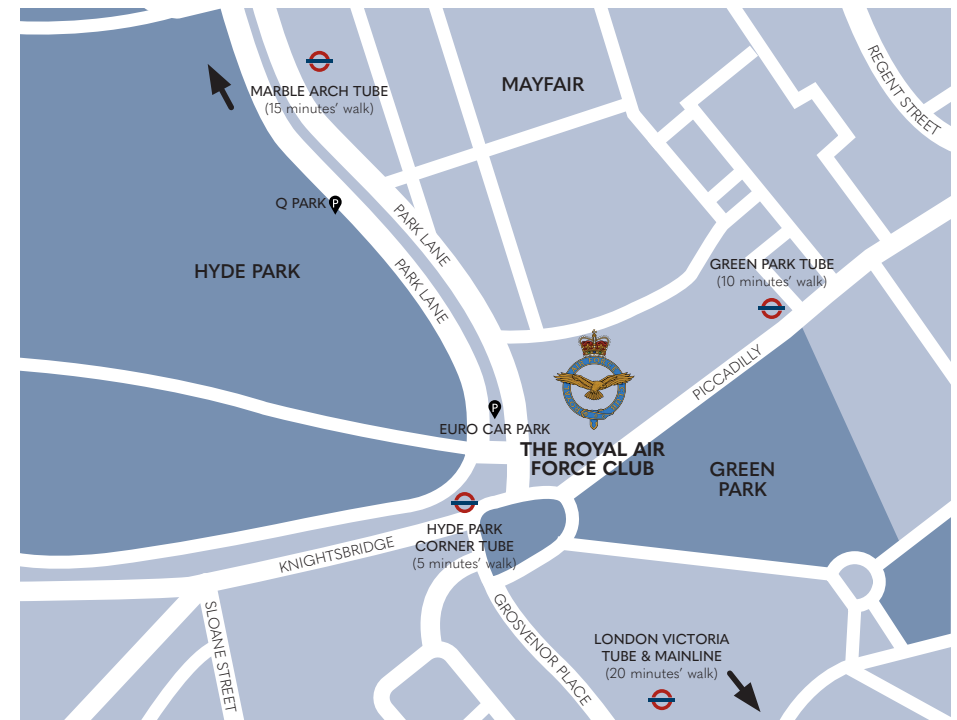 MAYFAIR
REGENT STREET
MARBLE ARCH TUBE
(15 minutes' walk)
Q PARK
P
PARK LANE
PARK LANE
HYDE PARK
GREEN PARK TUBE
(10 minutes' walk)
PICCADILLY
P
EURO CAR PARK
THE ROYAL AIR
FORCE CLUB
GREEN
PARK
HYDE PARK
CORNER TUBE
(5 minutes' walk)
KNIGHTSBRIDGE
SLOANE STREET
GROSVENOR PLACE
LONDON VICTORIA
TUBE & MAINLINE
(20 minutes' walk)